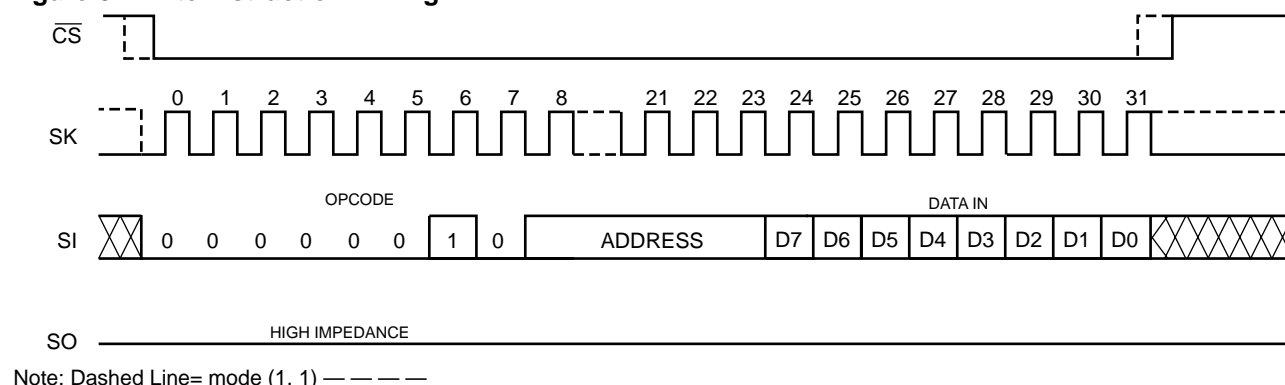 CS
0 1 2 3 4 5 6 7 8 21 22 23 24 25 26 27 28 29 30 31
SK
OPCODE
DATA IN
SI 0 0 0 0 0 0 1 0 ADDRESS D7 D6 D5 D4 D3 D2 D1 D0
HIGH IMPEDANCE
SO
Note: Dashed Line= mode (1, 1) — — — —